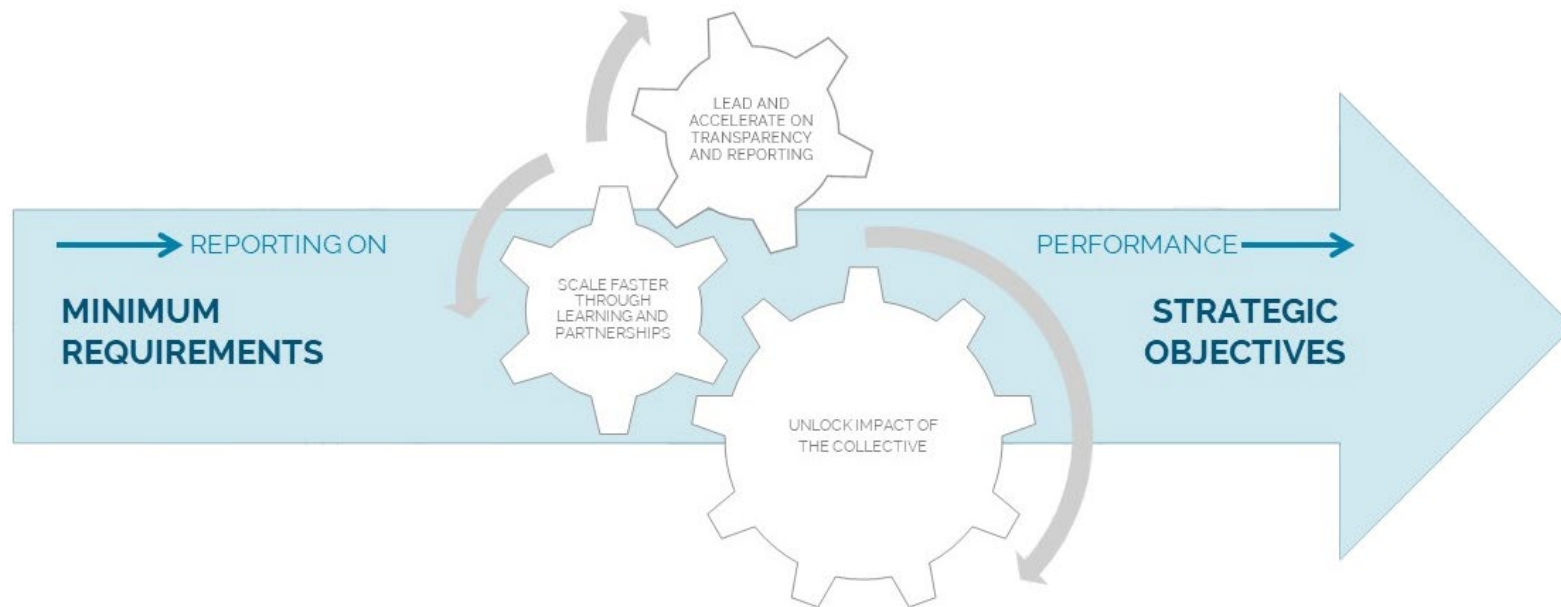 LEAD AND
ACCELERATE ON
TRANSPARENCY
AND REPORTING
REPORTING ON
MINIMUM
REQUIREMENTS
SCALE FASTER
THROUGH
LEARNING AND
PARTNERSHIPS
UNLOCK IMPACT OF
THE COLLECTIVE
PERFORMANCE
STRATEGIC
OBJECTIVES